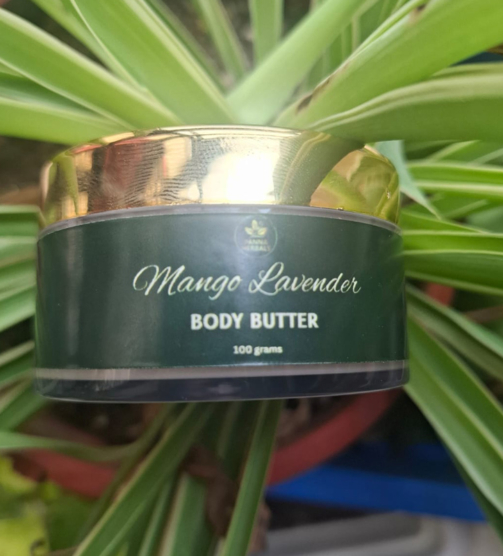 Mango Lavender
BODY BUTTER
100 grams